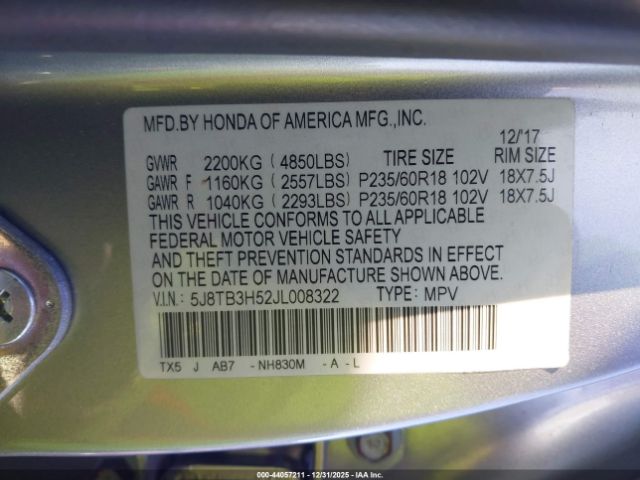 MFD.BY HONDA OF AMERICA MFG.,INC.
12/'17
GVWR 2200KG (4850LBS) TIRE SIZE RIM SIZE
GAWR F 1160KG (2557LBS) P235/60R18 102V 18X7.5J
GAWR R 1040KG (2293LBS) P235/60R18 102V 18X7.5J
THIS VEHICLE CONFORMS TO ALL APPLICABLE
FEDERAL MOTOR VEHICLE SAFETY
AND THEFT PREVENTION STANDARDS IN EFFECT
ON THE DATE OF MANUFACTURE SHOWN ABOVE.
V.I.N.: 5J8TB3H52JL008322 TYPE: MPV
TX5 J AB7 -NH830M -A-L
© 44057211 - 12/31/2025 - IAAI.com